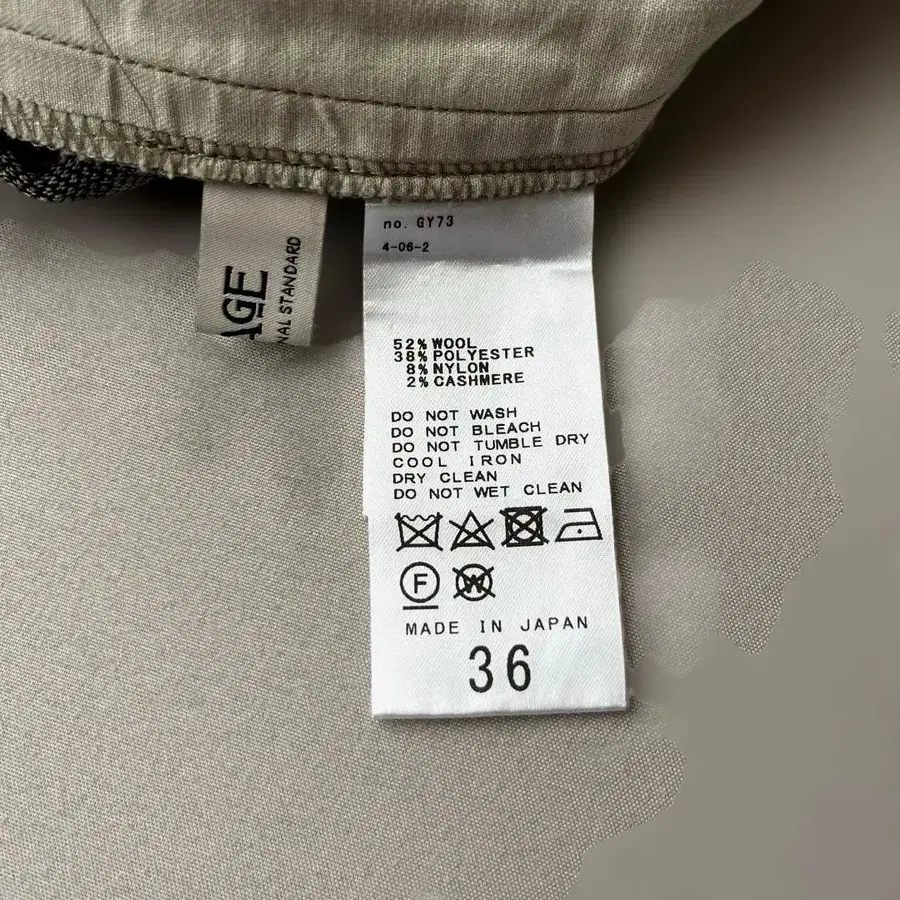 no. GY73
4-06-2
52% WOOL
38% POLYESTER
8% NYLON
2% CASHMERE
DO NOT WASH
DO NOT BLEACH
DO NOT TUMBLE DRY
COOL IRON
DRY CLEAN
DO NOT WET CLEAN
F W
MADE IN JAPAN
36
AGE
NAL STANDARD